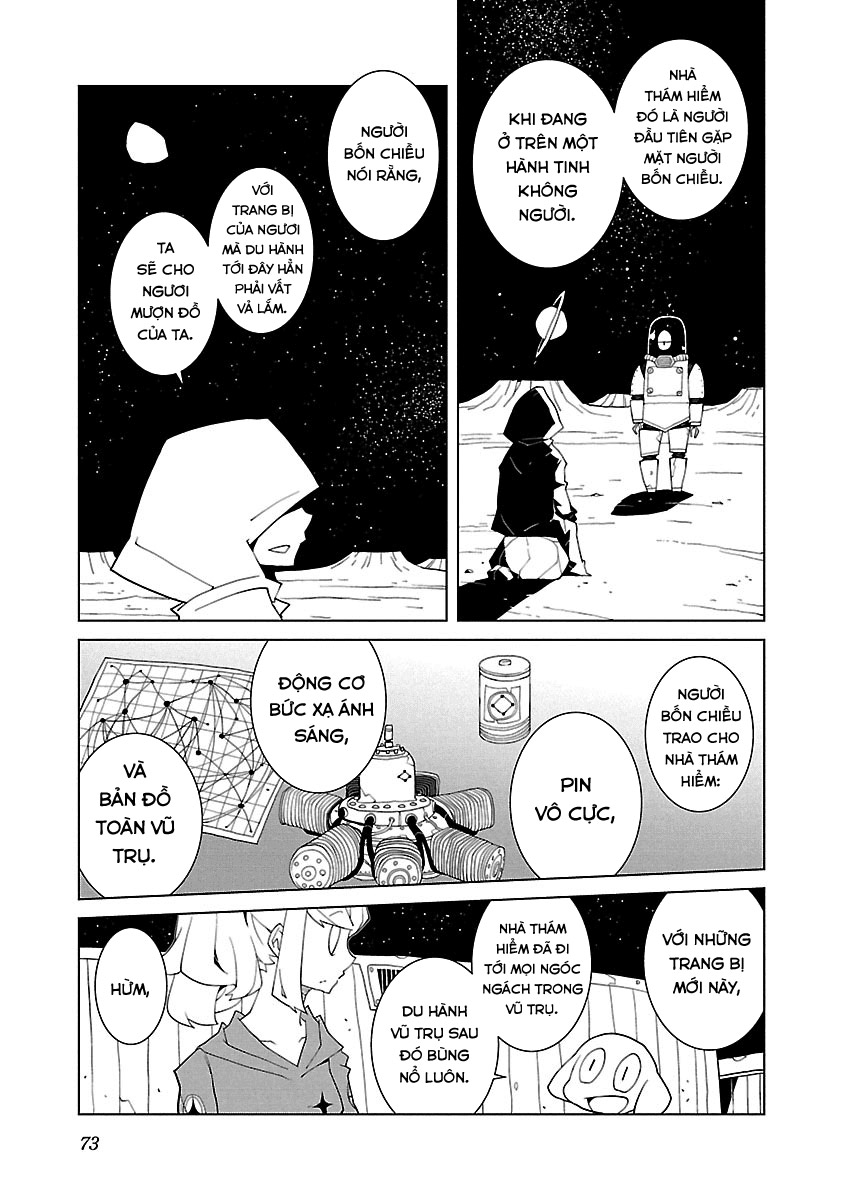 NHÀ
THÁM HIỂM
ĐÓ LÀ NGƯỜI
ĐẦU TIÊN GẶP
MẶT NGƯỜI
BỐN CHIỀU.
KHI ĐANG
Ở TRÊN MỘT
HÀNH TINH
KHÔNG
NGƯỜI.
NGƯỜI
BỐN CHIỀU
NÓI RẰNG,
VỚI
TRANG BỊ
CỦA NGƯƠI
MÀ DU HÀNH
TỚI ĐÂY HẲN
PHẢI VẤT
VẢ LẮM.
TA
SẼ CHO
NGƯƠI
MƯỢN ĐỒ
CỦA TA.
NGƯỜI
BỐN CHIỀU
TRAO CHO
NHÀ THÁM
HIỂM:
PIN
VÔ CỰC,
ĐỘNG CƠ
BỨC XẠ ÁNH
SÁNG,
VÀ
BẢN ĐỒ
TOÀN VŨ
TRỤ.
VỚI NHỮNG
TRANG BỊ
MỚI NÀY,
NHÀ THÁM
HIỂM ĐÃ ĐI
TỚI MỌI NGÓC
NGÁCH TRONG
VŨ TRỤ.
DU HÀNH
VŨ TRỤ SAU
ĐÓ BÙNG
NỔ LUÔN.
HỪM,
73